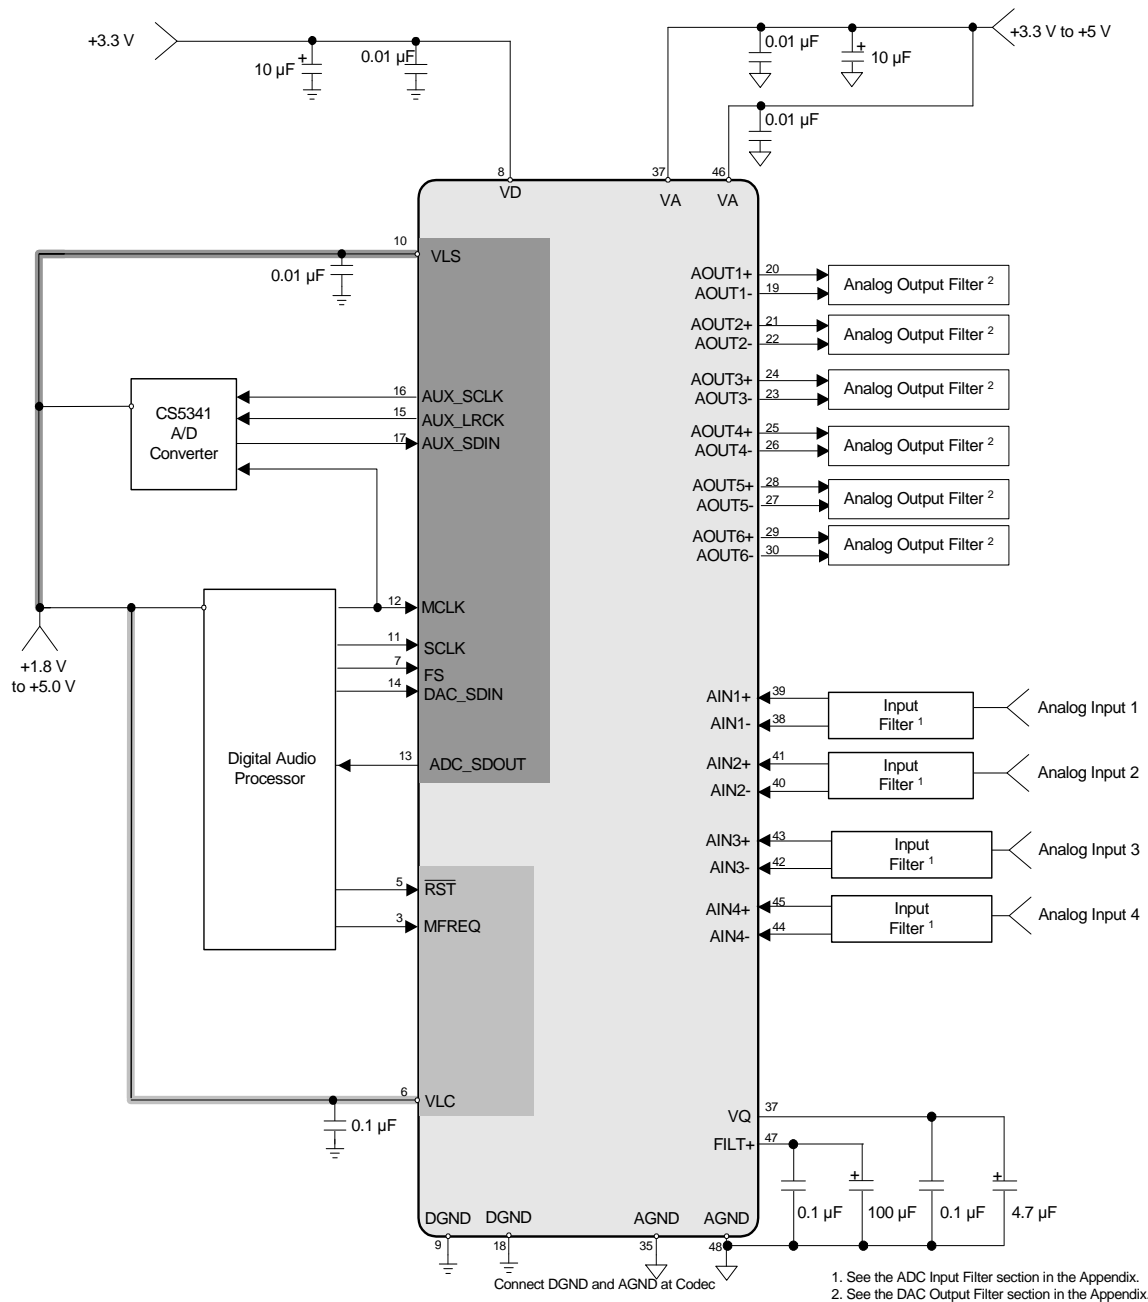 +3.3 V
10 µF
+
0.01 µF
0.01 µF
+
10 µF
+3.3 V to +5 V
0.01 µF
8
VD
37
VA
46
VA
10
VLS
0.01 µF
CS5341
A/D
Converter
16
AUX_SCLK
15
AUX_LRCK
17
AUX_SDIN
+1.8 V
to +5.0 V
Digital Audio
Processor
12
MCLK
11
SCLK
7
FS
14
DAC_SDIN
13
ADC_SDOUT
5
RST
3
MFREQ
6
VLC
0.1 µF
AOUT1+
20
AOUT1-
19
Analog Output Filter 2
AOUT2+
21
AOUT2-
22
Analog Output Filter 2
AOUT3+
24
AOUT3-
23
Analog Output Filter 2
AOUT4+
25
AOUT4-
26
Analog Output Filter 2
AOUT5+
28
AOUT5-
27
Analog Output Filter 2
AOUT6+
29
AOUT6-
30
Analog Output Filter 2
AIN1+
39
AIN1-
38
Input
Filter 1
Analog Input 1
AIN2+
41
AIN2-
40
Input
Filter 1
Analog Input 2
AIN3+
43
AIN3-
42
Input
Filter 1
Analog Input 3
AIN4+
45
AIN4-
44
Input
Filter 1
Analog Input 4
VQ
37
FILT+
47
0.1 µF
+
100 µF
0.1 µF
+
4.7 µF
DGND
9
DGND
18
AGND
35
AGND
48
Connect DGND and AGND at Codec
1. See the ADC Input Filter section in the Appendix.
2. See the DAC Output Filter section in the Appendix